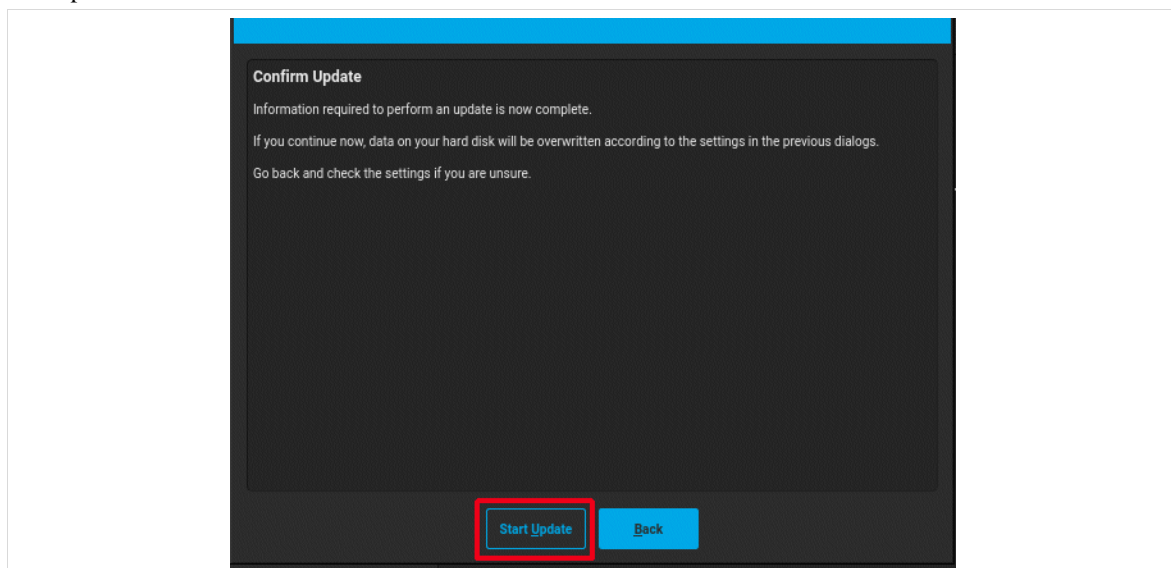 Confirm Update
Information required to perform an update is now complete.
If you continue now, data on your hard disk will be overwritten according to the settings in the previous dialogs.
Go back and check the settings if you are unsure.
Start Update
Back